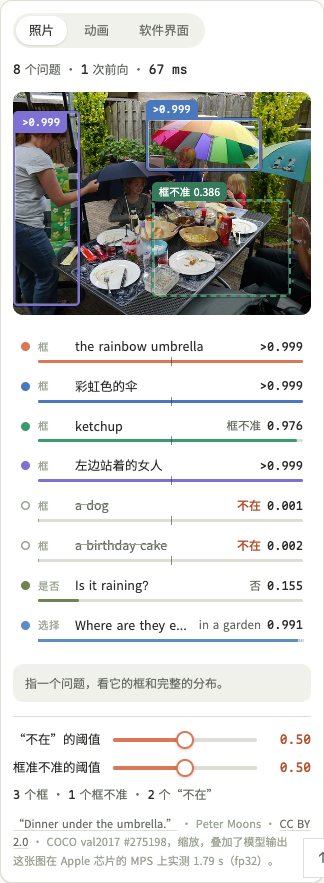 照片 动画 软件界面
8 个问题 · 1 次前向 · 67 ms
>0.999
>0.999
框不准 0.386
框 the rainbow umbrella >0.999
框 彩虹色的伞 >0.999
框 ketchup 框不准 0.976
框 左边站着的女人 >0.999
框 a dog 不在 0.001
框 a birthday cake 不在 0.002
是否 Is it raining? 否 0.155
选择 Where are they e... in a garden 0.991
指一个问题，看它的框和完整的分布。
“不在”的阈值 0.50
框准不准的阈值 0.50
3 个框 · 1 个框不准 · 2 个“不在”
“Dinner under the umbrella.” · Peter Moons · CC BY
2.0 · COCO val2017 #275198，缩放，叠加了模型输出
这张图在 Apple 芯片的 MPS 上实测 1.79 s（fp32）。